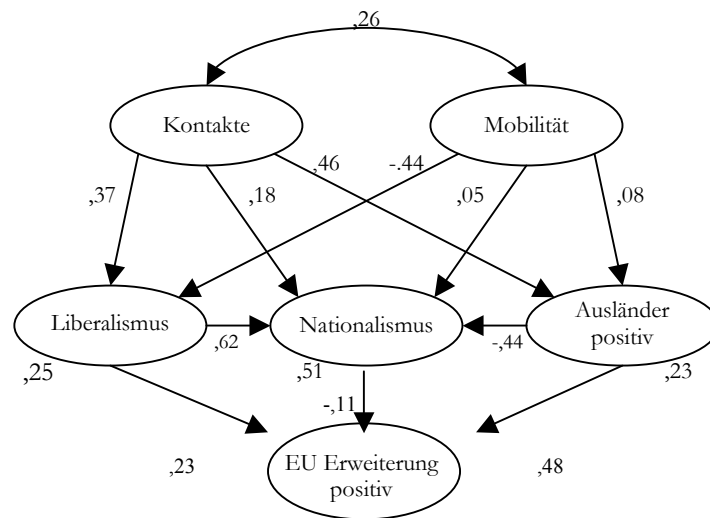 ,26
Kontakte
Mobilität
,46
-.44
,37
,18
,05
,08
Liberalismus
Nationalismus
Ausländer
positiv
,62
-,44
,25
,51
,23
-,11
,23
EU Erweiterung
positiv
,48